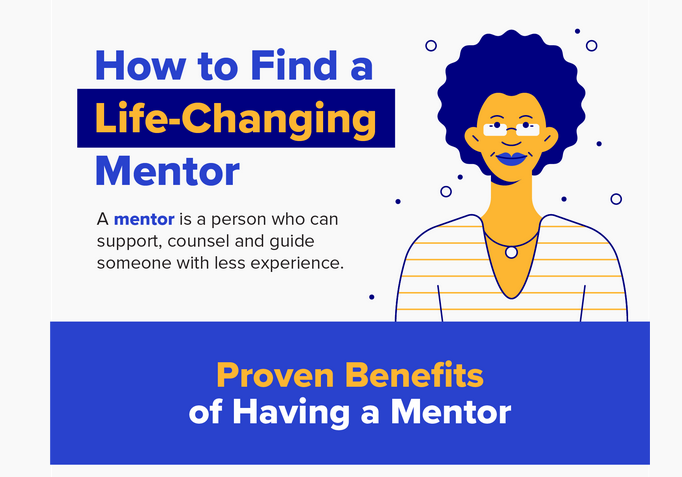 How to Find a
Life-Changing
Mentor
A mentor is a person who can
support, counsel and guide
someone with less experience.
Proven Benefits
of Having a Mentor